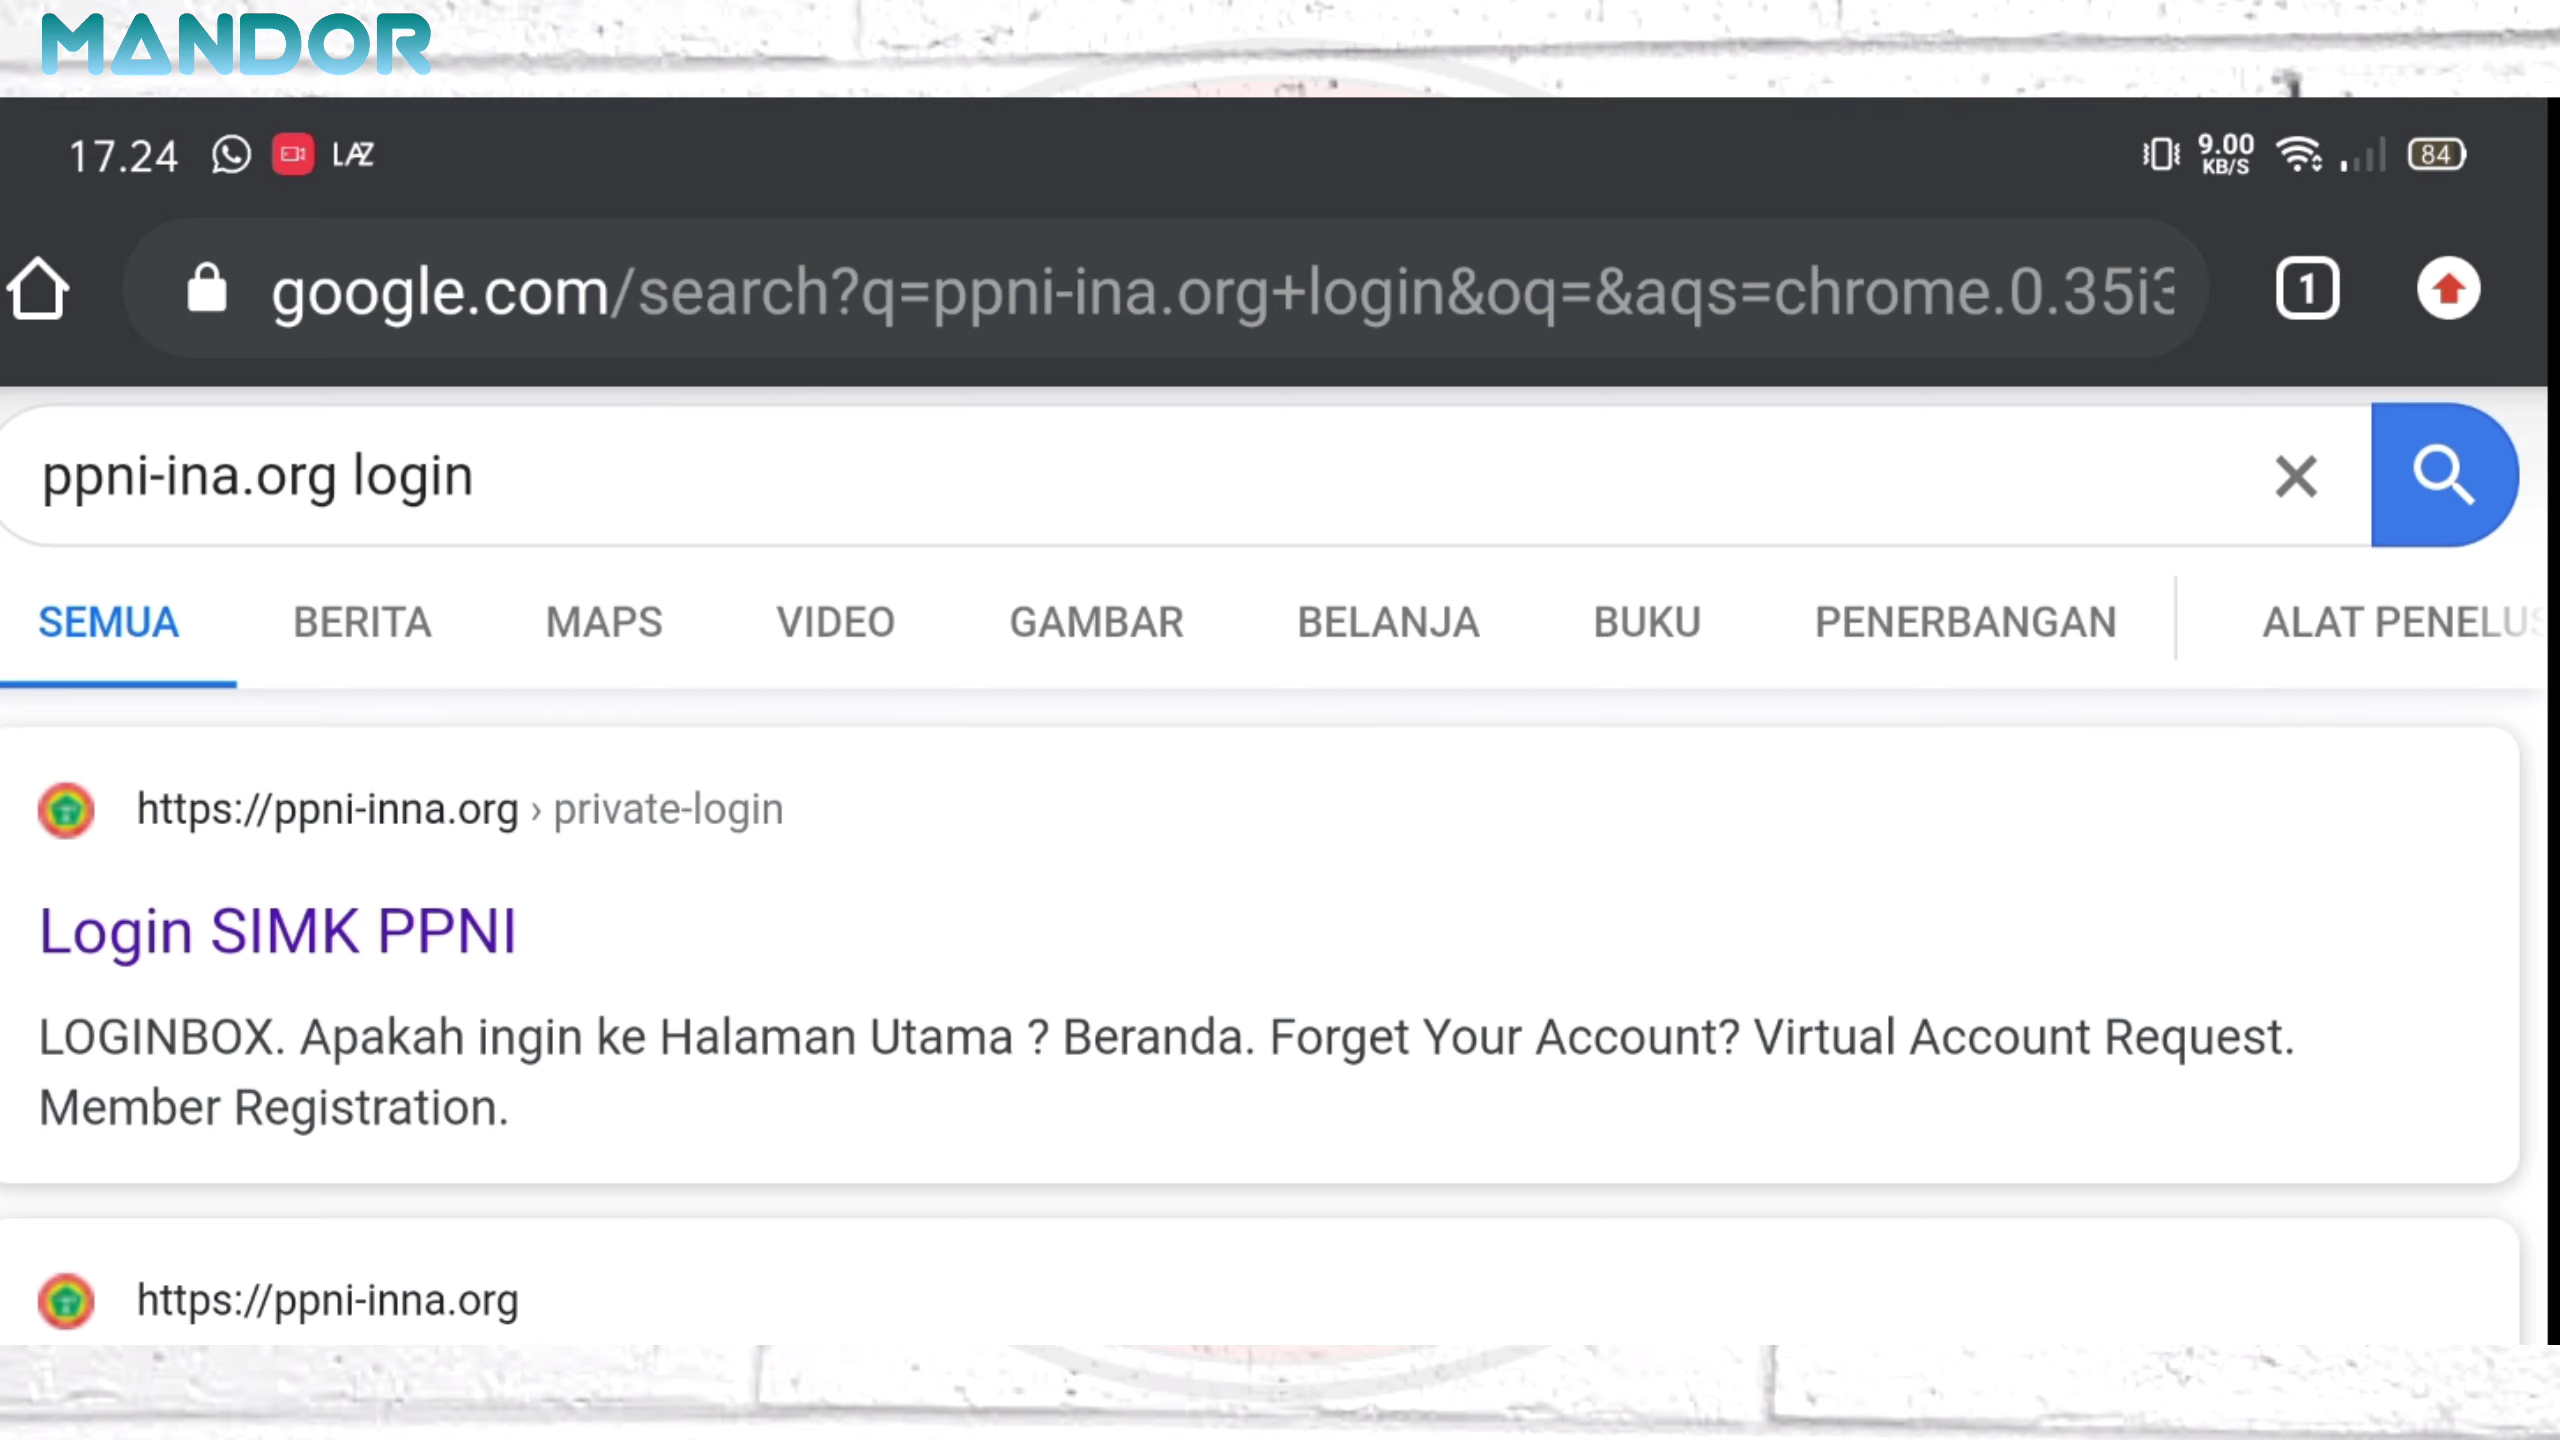 MANDOR
17.24 LAZ 9.00 KB/S 84
google.com/search?q=ppni-ina.org+login&oq=&aqs=chrome.0.35i3
1
ppni-ina.org login
SEMUA BERITA MAPS VIDEO GAMBAR BELANJA BUKU PENERBANGAN ALAT PENELUS
https://ppni-inna.org › private-login
Login SIMK PPNI
LOGINBOX. Apakah ingin ke Halaman Utama ? Beranda. Forget Your Account? Virtual Account Request.
Member Registration.
https://ppni-inna.org